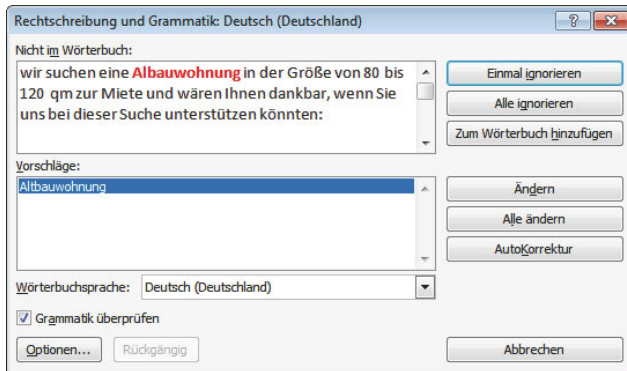 Rechtschreibung und Grammatik: Deutsch (Deutschland)
Nicht im Wörterbuch:
wir suchen eine Albauwohnung in der Größe von 80 bis
120 qm zur Miete und wären Ihnen dankbar, wenn Sie
uns bei dieser Suche unterstützen könnten:
Einmal ignorieren
Alle ignorieren
Zum Wörterbuch hinzufügen
Vorschläge:
Altbauwohnung
Ändern
Alle ändern
AutoKorrektur
Wörterbuchsprache: Deutsch (Deutschland)
Grammatik überprüfen
Optionen... Rückgängig Abbrechen